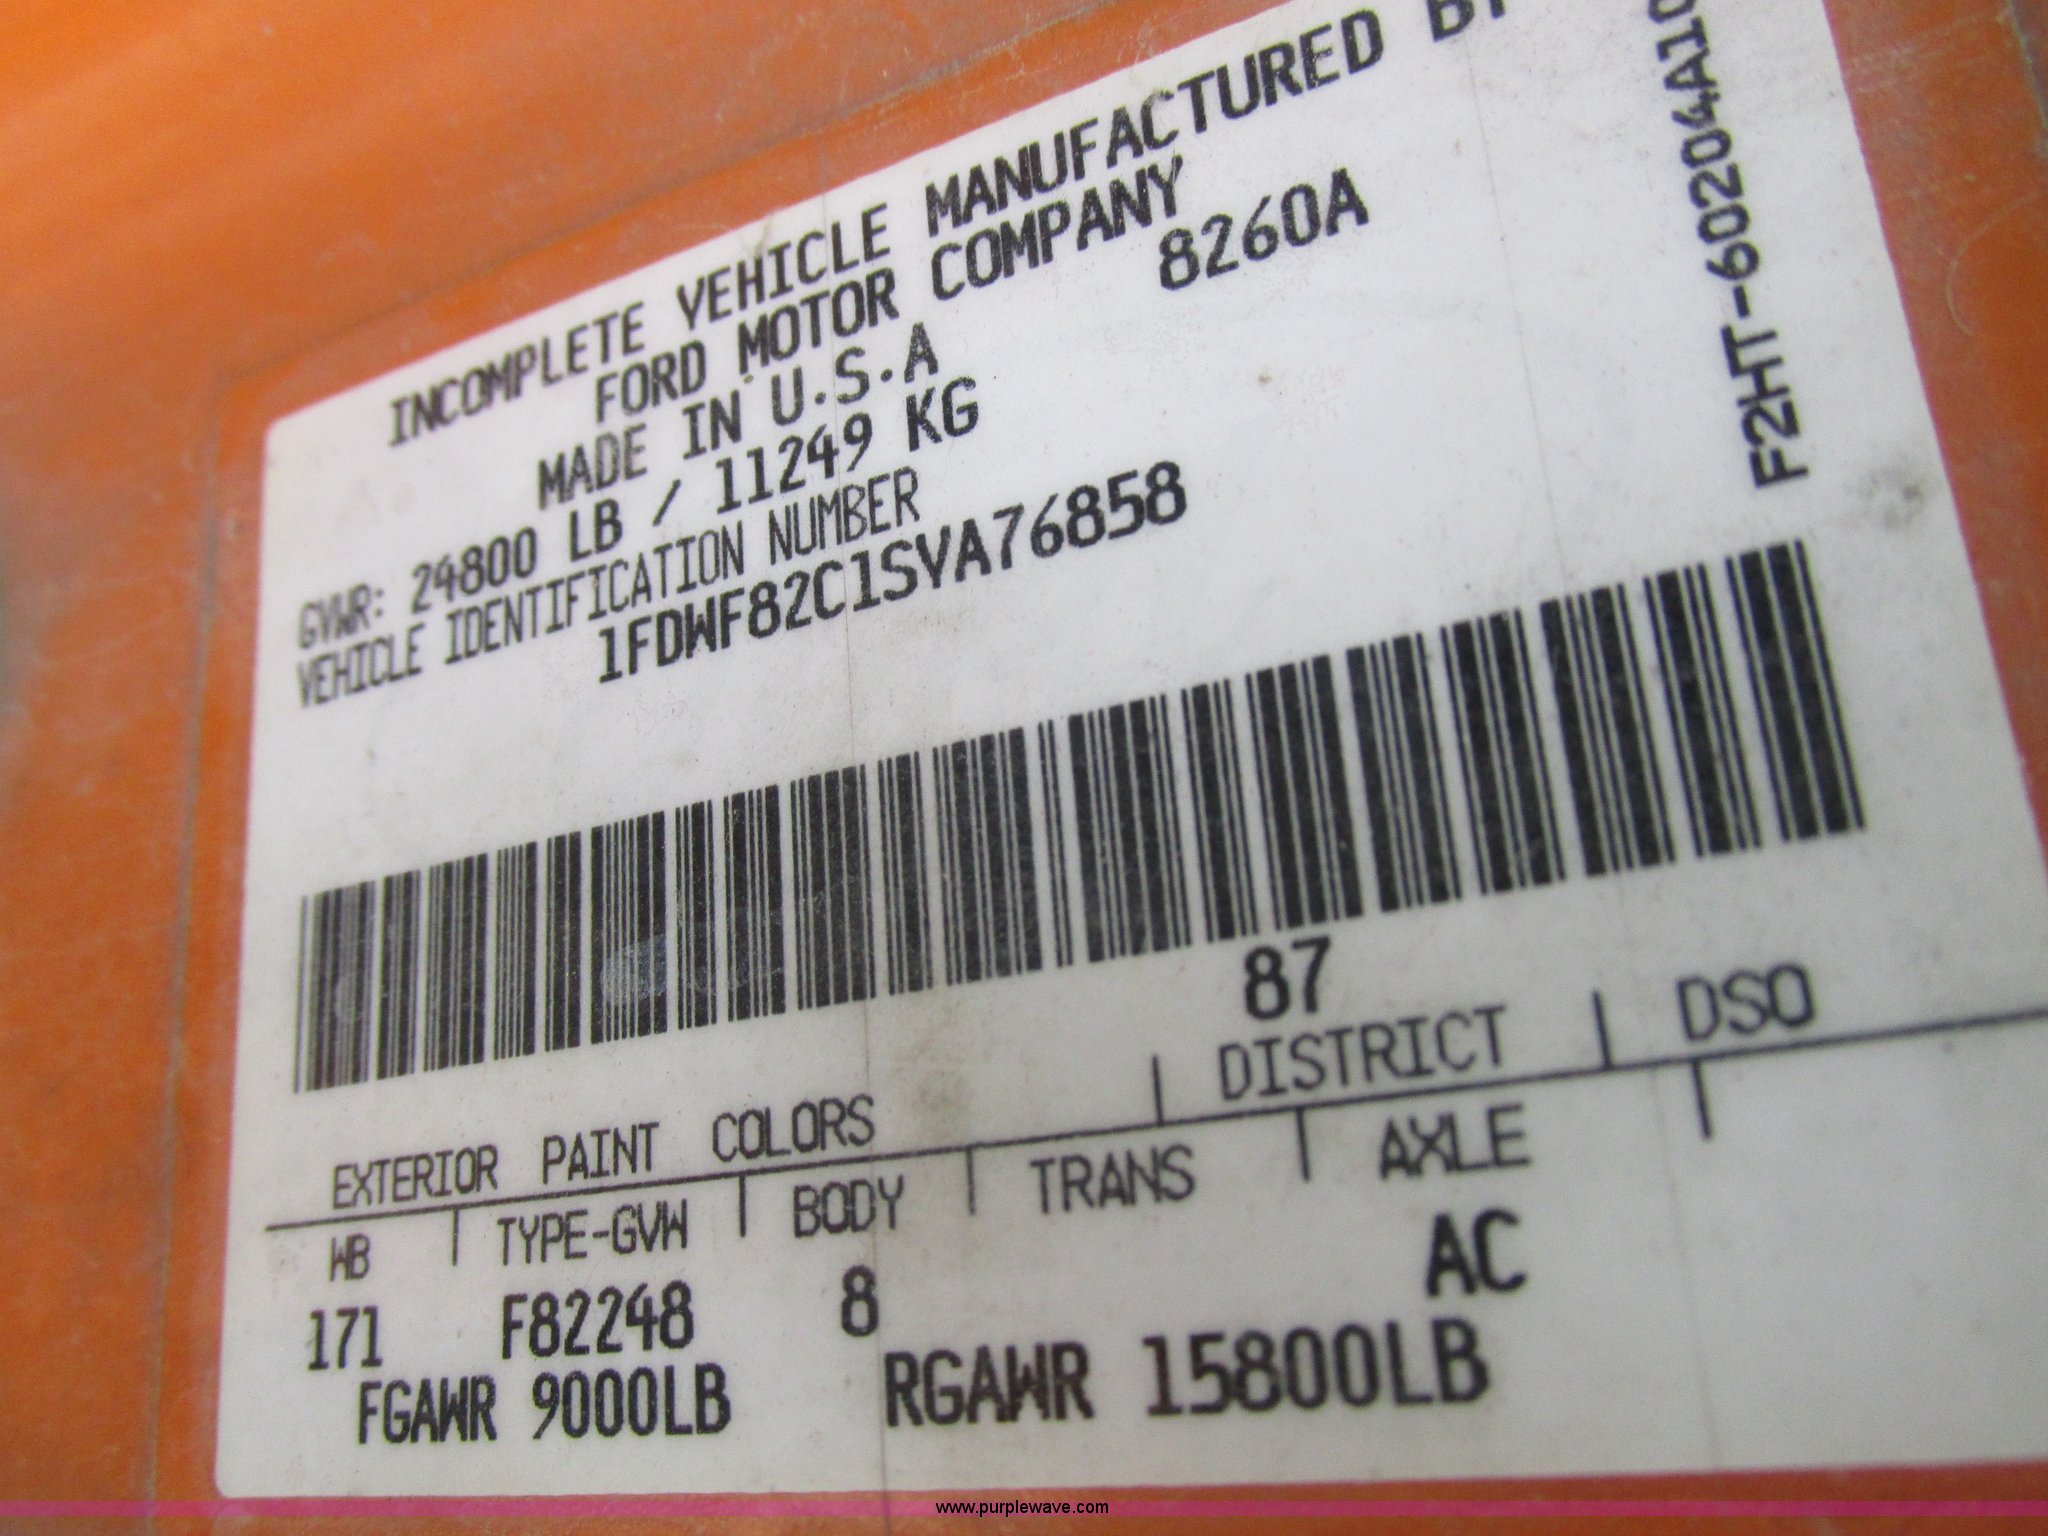 INCOMPLETE VEHICLE MANUFACTURED BY
FORD MOTOR COMPANY
MADE IN U.S.A 8260A
GVWR: 24800 LB / 11249 KG
VEHICLE IDENTIFICATION NUMBER
1FDWF82C1SVA76858
F2HT-60204A10
87
EXTERIOR PAINT COLORS DISTRICT DSO
WB TYPE-GVW BODY TRANS AXLE
171 F82248 8 AC
FGAWR 9000LB RGAWR 15800LB
www.purplewave.com